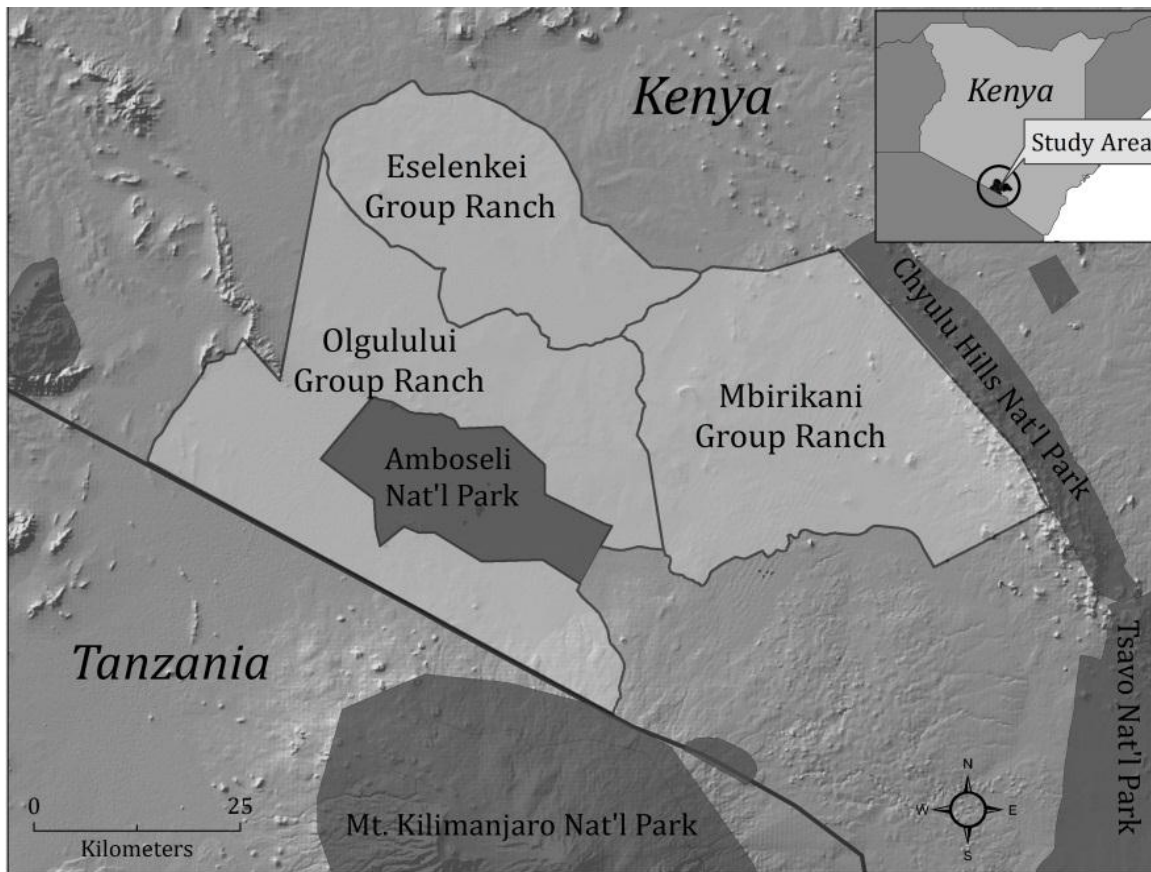 Kenya
Kenya
Study Area
Eselenkei
Group Ranch
Chyulu Hills Nat'l Park
Olgululului
Group Ranch
Mbirikani
Group Ranch
Amboseli
Nat'l Park
Tanzania
Tsavo Nat'l Park
N
W
E
S
0
25
Kilometers
Mt. Kilimanjaro Nat'l Park